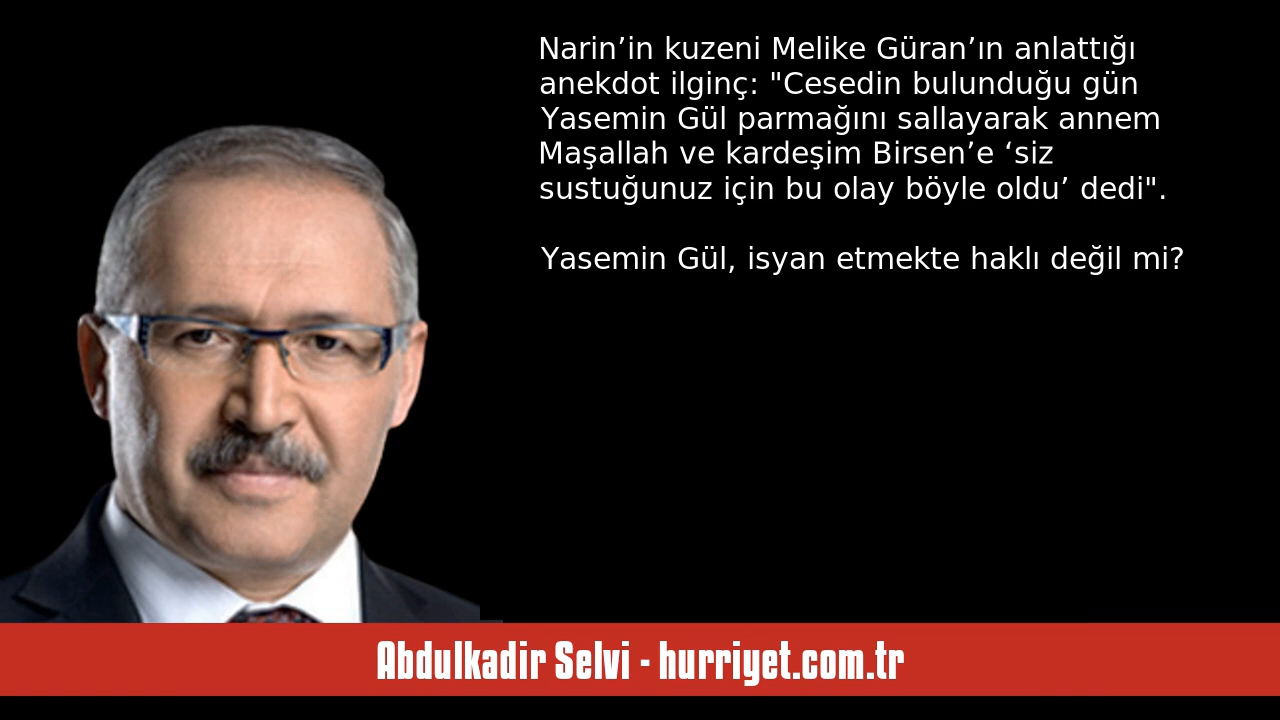 Narin’in kuzeni Melike Güran’ın anlattığı
anekdot ilginç: "Cesedin bulunduğu gün
Yasemin Gül parmağını sallayarak annem
Maşallah ve kardeşim Birsen’e ‘siz
sustuğunuz için bu olay böyle oldu’ dedi".
Yasemin Gül, isyan etmekte haklı değil mi?
Abdulkadir Selvi - hurriyet.com.tr